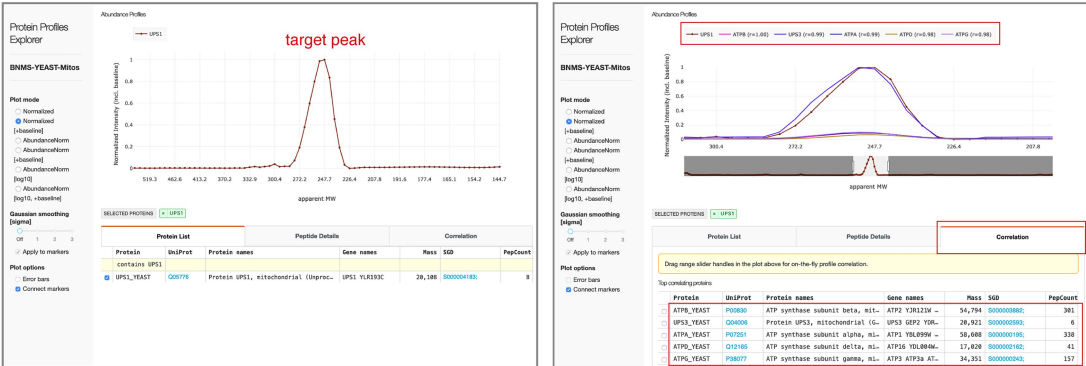 Protein Profiles
Explorer
BNMS-YEAST-Mitos
Plot mode
Normalized
Normalized
[+baseline]
AbundanceNorm
AbundanceNorm
[+baseline]
AbundanceNorm
[log10]
AbundanceNorm
[log10, +baseline]
Gaussian smoothing
[sigma]
Off 1 2 3
Apply to markers
Plot options
Error bars
Connect markers
Abundance Profiles
UPS1
target peak
Normalized Intensity (incl. baseline)
1
0.8
0.6
0.4
0.2
0
519.3 462.6 413.2 370.2 332.9 300.4 272.2 247.7 226.4 207.8 191.6 177.4 165.1 154.2 144.7
apparent MW
SELECTED PROTEINS × UPS1
Protein List Peptide Details Correlation
Protein UniProt Protein names Gene names Mass SGD PepCount
contains UPS1
UPS1_YEAST Q05776 Protein UPS1, mitochondrial (Unproc… UPS1 YLR193C 20,108 S000004183; 8
Protein Profiles
Explorer
BNMS-YEAST-Mitos
Plot mode
Normalized
Normalized
[+baseline]
AbundanceNorm
AbundanceNorm
[+baseline]
AbundanceNorm
[log10]
AbundanceNorm
[log10, +baseline]
Gaussian smoothing
[sigma]
Off 1 2 3
Apply to markers
Plot options
Error bars
Connect markers
Abundance Profiles
UPS1 ATPB (r=1.00) UPS3 (r=0.99) ATPA (r=0.99) ATPD (r=0.98) ATPG (r=0.98)
Normalized Intensity (incl. baseline)
1
0.8
0.6
0.4
0.2
0
300.4 272.2 247.7 226.4 207.8
apparent MW
SELECTED PROTEINS × UPS1
Protein List Peptide Details Correlation
Drag range slider handles in the plot above for on-the-fly profile correlation.
Top correlating proteins
Protein UniProt Protein names Gene names Mass SGD PepCount
ATPB_YEAST P00830 ATP synthase subunit beta, mit… ATP2 YJR121W … 54,794 S000003882; 301
UPS3_YEAST Q04006 Protein UPS3, mitochondrial (G… UPS3 GEP2 YDR… 20,921 S000002593; 6
ATPA_YEAST P07251 ATP synthase subunit alpha, mi… ATP1 YBL099W … 58,608 S000000195; 338
ATPD_YEAST Q12165 ATP synthase subunit delta, mi… ATP16 YDL004W… 17,020 S000002162; 41
ATPG_YEAST P38077 ATP synthase subunit gamma, mi… ATP3 ATP3a AT… 34,351 S000000243; 157